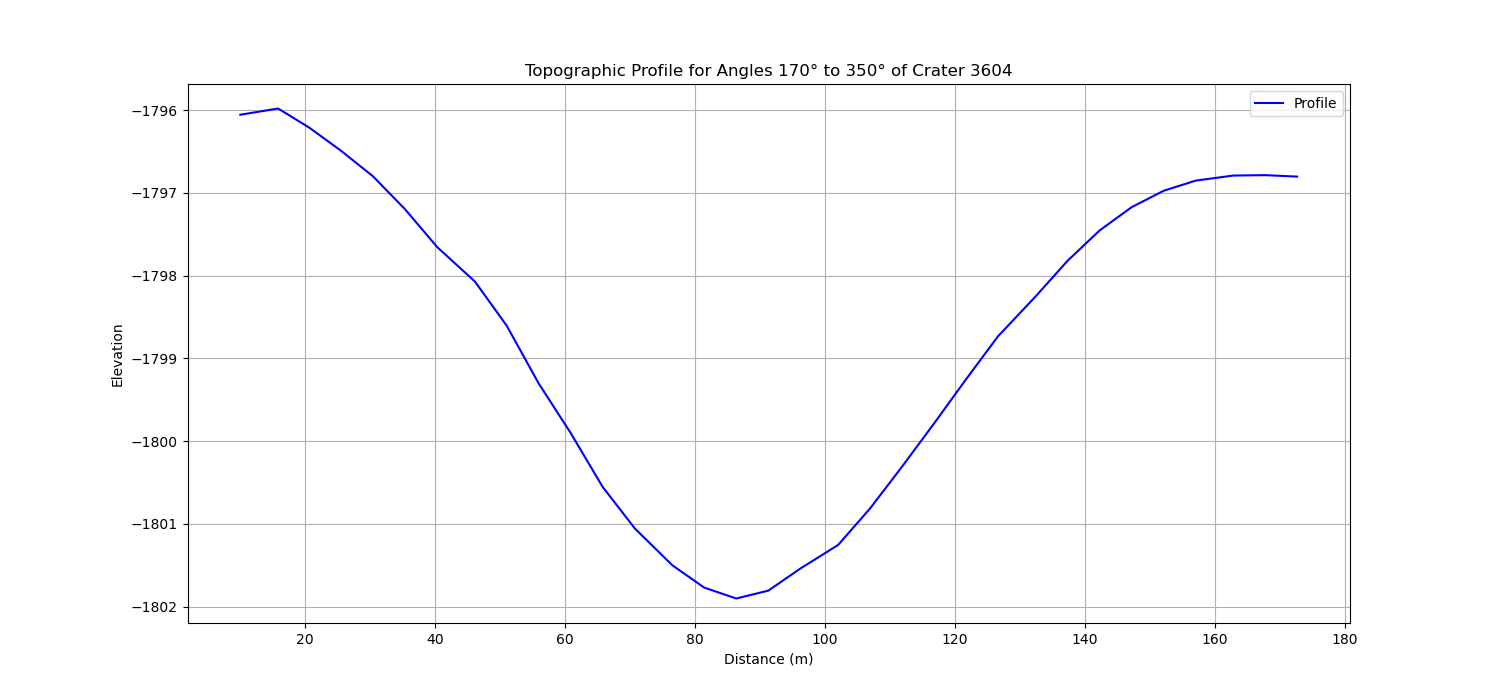 Topographic Profile for Angles 170° to 350° of Crater 3604
Profile
−1796
−1797
−1798
−1799
−1800
−1801
−1802
Elevation
20 40 60 80 100 120 140 160 180
Distance (m)